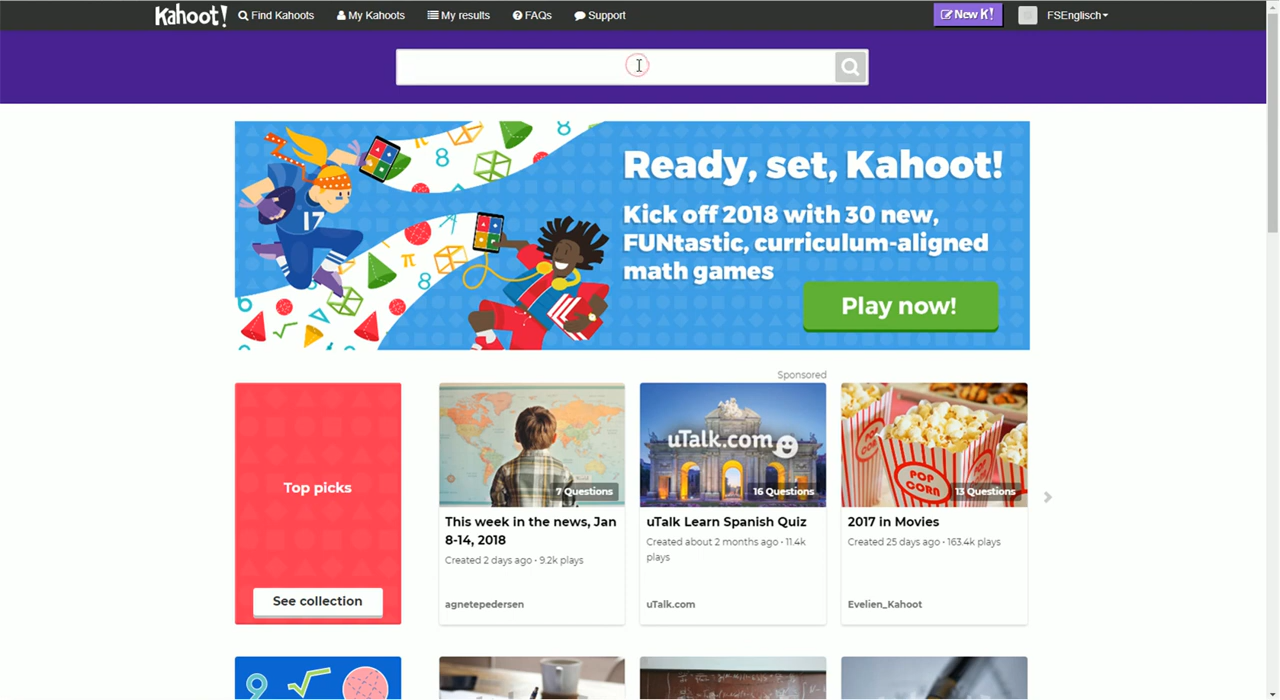 Kahoot! Find Kahoots My Kahoots My results FAQs Support New K! FSEnglisch
Ready, set, Kahoot!
Kick off 2018 with 30 new,
FUNtastic, curriculum-aligned
math games
Play now!
17
Sponsored
Top picks
See collection
7 Questions
This week in the news, Jan
8-14, 2018
Created 2 days ago • 9.2k plays
agnetepedersen
uTalk.com
16 Questions
uTalk Learn Spanish Quiz
Created about 2 months ago • 11.4k
plays
uTalk.com
POP
CORN
13 Questions
2017 in Movies
Created 25 days ago • 163.4k plays
Evelien_Kahoot